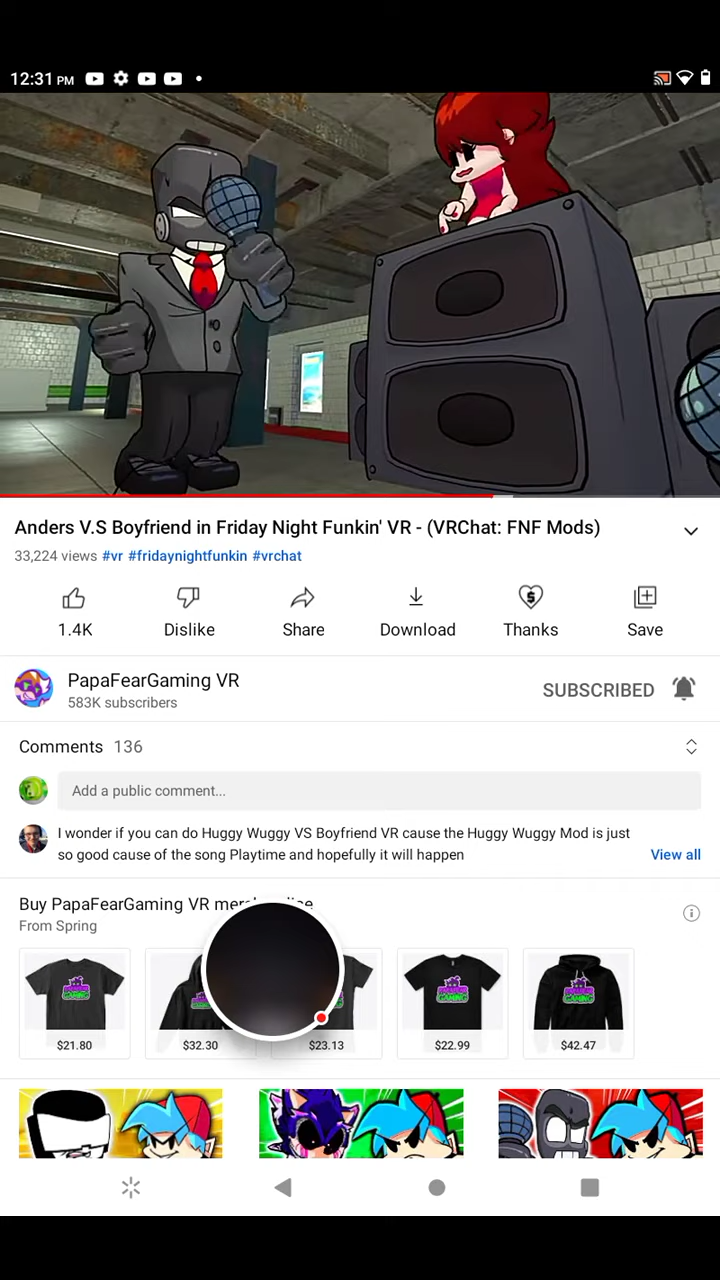 12:31 PM
Anders V.S Boyfriend in Friday Night Funkin' VR - (VRChat: FNF Mods)
33,224 views #vr #fridaynightfunkin #vrchat
1.4K
Dislike
Share
Download
Thanks
Save
PapaFearGaming VR
583K subscribers
SUBSCRIBED
Comments 136
Add a public comment...
I wonder if you can do Huggy Wuggy VS Boyfriend VR cause the Huggy Wuggy Mod is just
so good cause of the song Playtime and hopefully it will happen
View all
Buy PapaFearGaming VR
From Spring
$21.80
$32.30
$23.13
$22.99
$42.47